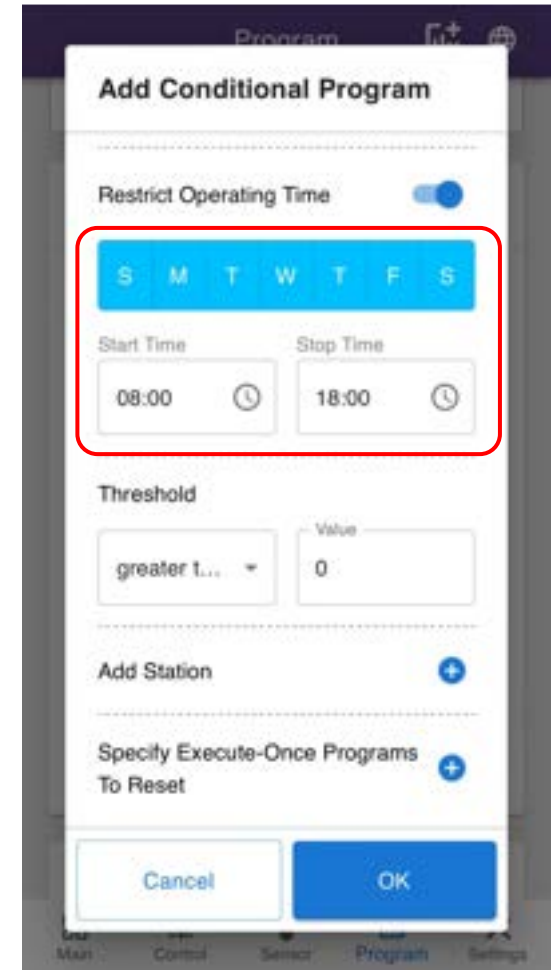 Program
Add Conditional Program
Restrict Operating Time
S M T W T F S
Start Time Stop Time
08:00 18:00
Threshold
Value
greater t... 0
Add Station
Specify Execute-Once Programs
To Reset
Cancel OK
Main Control Sensor Program Settings